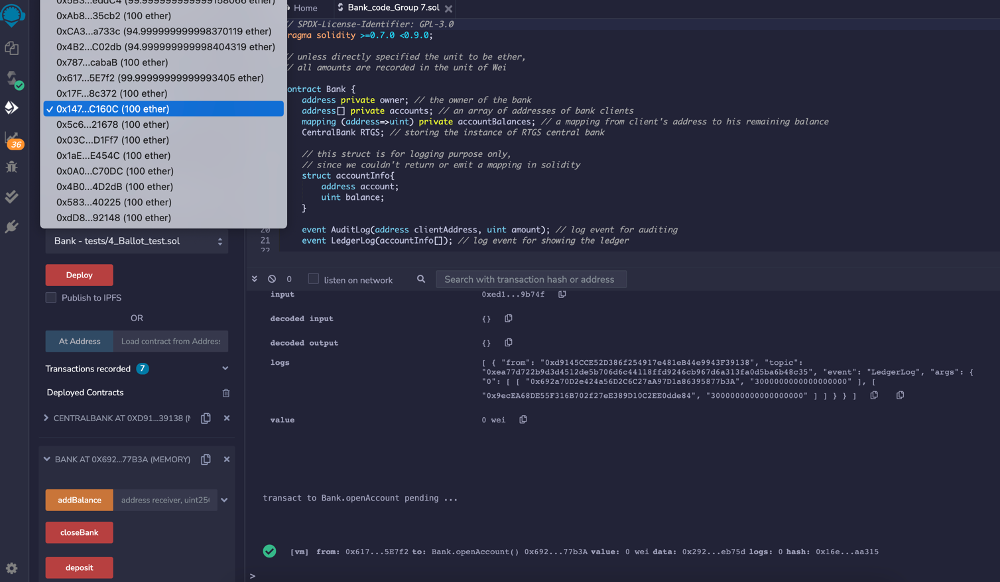 0x5B3...eddC4 (99.999999999999158066 ether)
0xAb8...35cb2 (100 ether)
0xCA3...a733c (94.999999999998370119 ether)
0x4B2...C02db (94.999999999998404319 ether)
0x787...cabaB (100 ether)
0x617...5E7f2 (99.99999999999993405 ether)
0x17F...8c372 (100 ether)
✓ 0x147...C160C (100 ether)
0x5c6...21678 (100 ether)
0x03C...D1Ff7 (100 ether)
0x1aE...E454C (100 ether)
0x0A0...C70DC (100 ether)
0x4B0...4D2dB (100 ether)
0x583...40225 (100 ether)
0xdD8...92148 (100 ether)
36
Bank - tests/4_Ballot_test.sol
Deploy
Publish to IPFS
OR
At Address
Load contract from Address
Transactions recorded 7
Deployed Contracts
CENTRALBANK AT 0XD91...39138 (M
BANK AT 0X692...77B3A (MEMORY)
addBalance
address receiver, uint25
closeBank
deposit
Home
Bank_code_Group 7.sol
/ SPDX-License-Identifier: GPL-3.0
ragma solidity >=0.7.0 <0.9.0;
/ unless directly specified the unit to be ether,
/ all amounts are recorded in the unit of Wei
ontract Bank {
address private owner; // the owner of the bank
address[] private accounts; // an array of addresses of bank clients
mapping (address=>uint) private accountBalances; // a mapping from client's address to his remaining balance
CentralBank RTGS; // storing the instance of RTGS central bank
// this struct is for logging purpose only,
// since we couldn't return or emit a mapping in solidity
struct accountInfo{
address account;
uint balance;
}
20 event AuditLog(address clientAddress, uint amount); // log event for auditing
21 event LedgerLog(accountInfo[]); // log event for showing the ledger
22
0
listen on network
Search with transaction hash or address
input 0xed1...9b74f
decoded input {}
decoded output {}
logs [ { "from": "0xd9145CCE52D386f254917e481eB44e9943F39138", "topic":
"0xea77d722b9d3d4512de5b706d6c44118ffd9246cb967d6a313fa0d5ba6b48c35", "event": "LedgerLog", "args": {
"0": [ [ "0x692a70D2e424a56D2C6C27aA97D1a86395877b3A", "3000000000000000000" ], [
"0x9ecEA68DE55F316B702f27eE389D10C2EE0dde84", "3000000000000000000" ] ] } } ]
value 0 wei
transact to Bank.openAccount pending ...
[vm] from: 0x617...5E7f2 to: Bank.openAccount() 0x692...77b3A value: 0 wei data: 0x292...eb75d logs: 0 hash: 0x16e...aa315
>